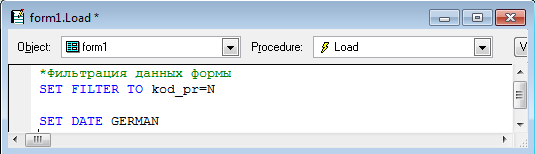 form1.Load *
Object: form1 Procedure: Load
*Фильтрация данных формы
SET FILTER TO kod_pr=N
SET DATE GERMAN